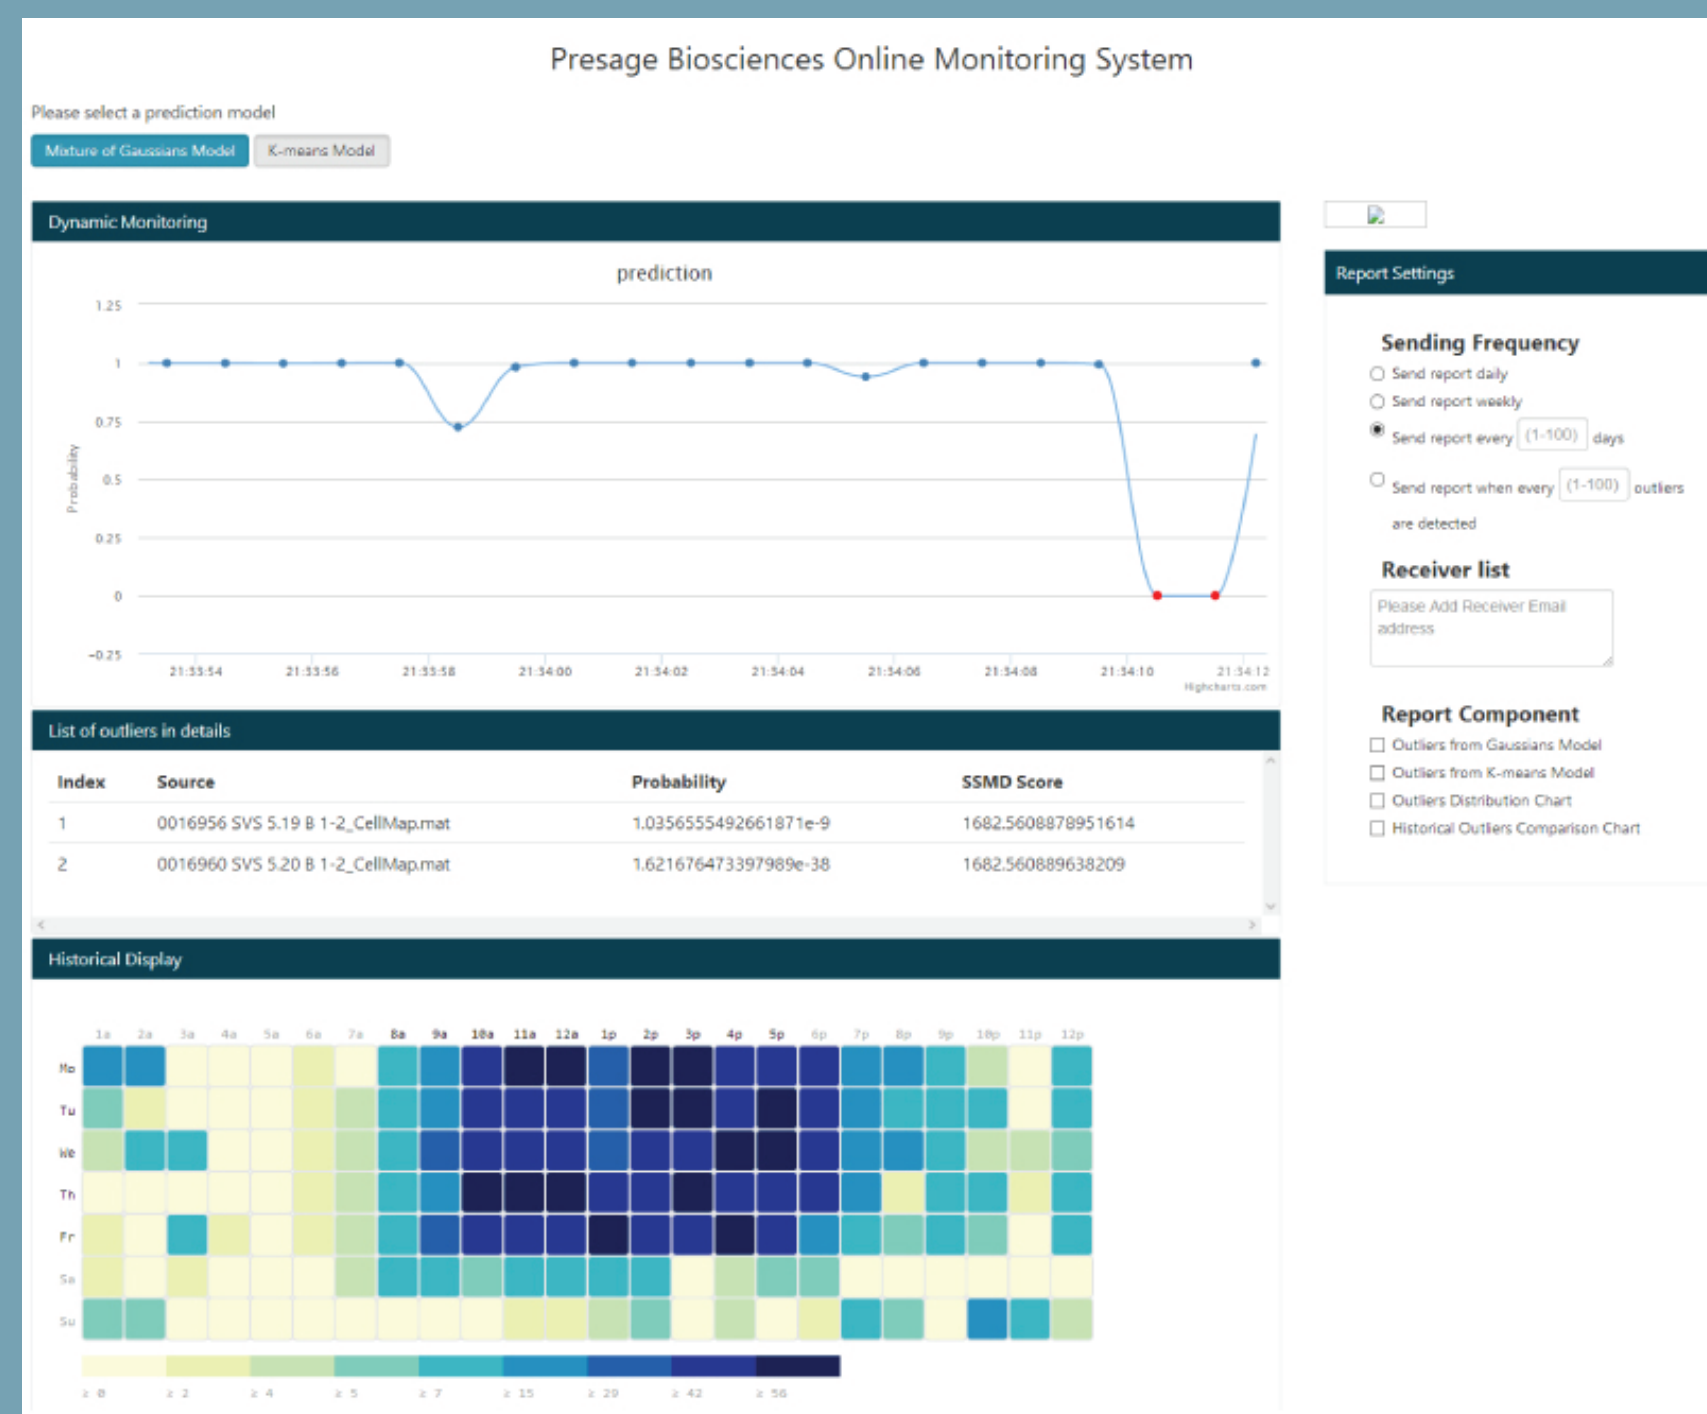 Presage Biosciences Online Monitoring System
Please select a prediction model
Mixture of Gaussians Model K-means Model
Dynamic Monitoring
prediction
1.25
1
0.75
0.5
0.25
0
-0.25
Probability
21:33:54 21:33:56 21:33:58 21:34:00 21:34:02 21:34:04 21:34:06 21:34:08 21:34:10 21:34:12
Highcharts.com
List of outliers in details
Index Source Probability SSMD Score
1 0016956 SVS 5.19 B 1-2_CellMap.mat 1.0356555492661871e-9 1682.5608878951614
2 0016960 SVS 5.20 B 1-2_CellMap.mat 1.621676473397989e-38 1682.560889638209
Historical Display
1a 2a 3a 4a 5a 6a 7a 8a 9a 10a 11a 12a 1p 2p 3p 4p 5p 6p 7p 8p 9p 10p 11p 12p
Mo
Tu
We
Th
Fr
Sa
Su
≥ 0 ≥ 2 ≥ 4 ≥ 5 ≥ 7 ≥ 15 ≥ 29 ≥ 42 ≥ 56
Report Settings
Sending Frequency
Send report daily
Send report weekly
Send report every (1-100) days
Send report when every (1-100) outliers
are detected
Receiver list
Please Add Receiver Email
address
Report Component
Outliers from Gaussians Model
Outliers from K-means Model
Outliers Distribution Chart
Historical Outliers Comparison Chart